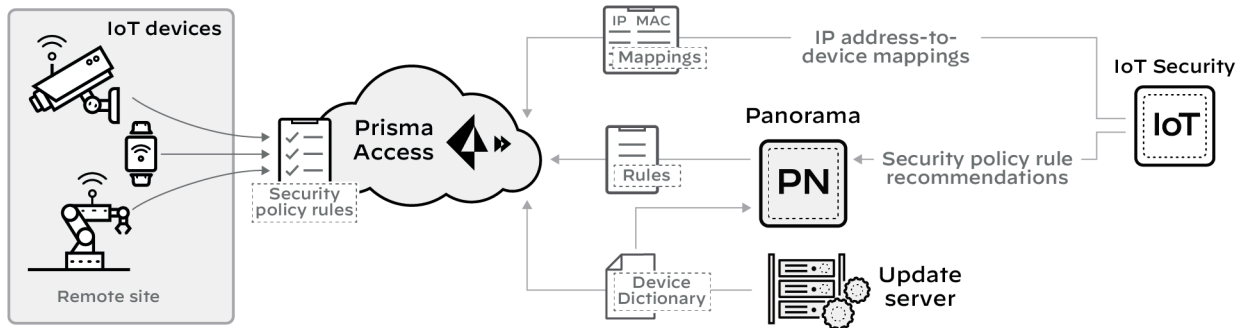 IoT devices
Remote site
Security
policy rules
Prisma
Access
IP MAC
Mappings
IP address-to-
device mappings
IoT Security
IoT
Panorama
PN
Rules
Security policy rule
recommendations
Device
Dictionary
Update
server